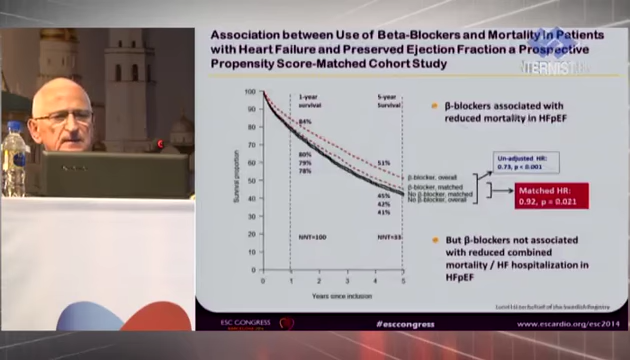 Association between Use of Beta-Blockers and Mortality in Patients
with Heart Failure and Preserved Ejection Fraction a Prospective
Propensity Score-Matched Cohort Study
100
90
80
70
60
50
40
30
20
10
0
Survival proportion
0 1 2 3 4 5
Years since inclusion
1-year
survival
84%
80%
79%
78%
NNT=100
5-year
Survival
51%
45%
42%
41%
β-blocker, overall
β-blocker, matched
No β-blocker, matched
No β-blocker, overall
β-blockers associated with
reduced mortality in HFpEF
Un-adjusted HR:
0.73, p < 0.001
Matched HR:
0.92, p = 0.021
But β-blockers not associated
with reduced combined
mortality / HF hospitalization in
HFpEF
ESC CONGRESS
#esccongress
www.escardio.org/esc2014